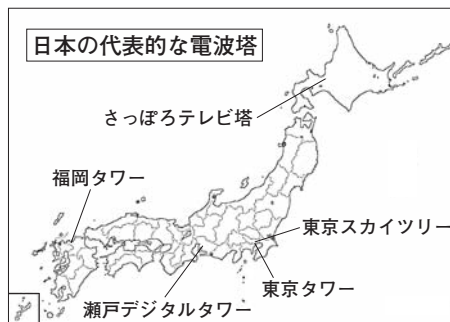 日本の代表的な電波塔
さっぽろテレビ塔
福岡タワー
東京スカイツリー
東京タワー
瀬戸デジタルタワー